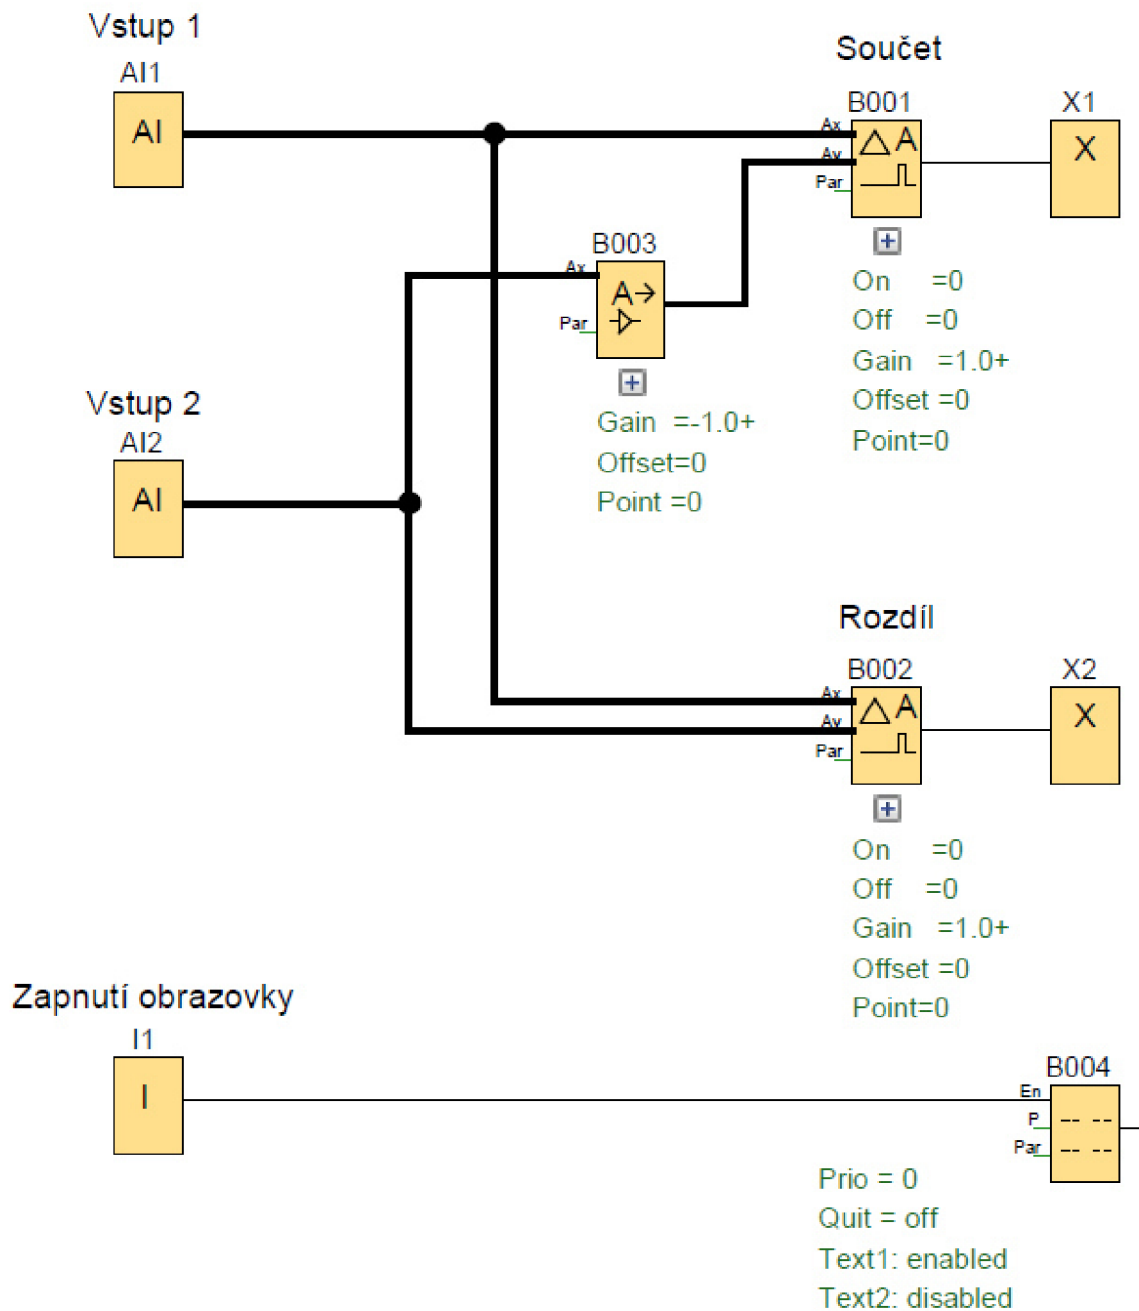 Vstup 1
AI1
AI
Součet
B001
Ax
Ay
Par
A
X1
X
On =0
Off =0
Gain =1.0+
Offset =0
Point=0
B003
Ax
Par
A→
Gain =-1.0+
Offset=0
Point =0
Vstup 2
AI2
AI
Rozdíl
B002
Ax
Ay
Par
A
X2
X
On =0
Off =0
Gain =1.0+
Offset =0
Point=0
Zapnutí obrazovky
I1
I
B004
En
P
Par
Prio = 0
Quit = off
Text1: enabled
Text2: disabled